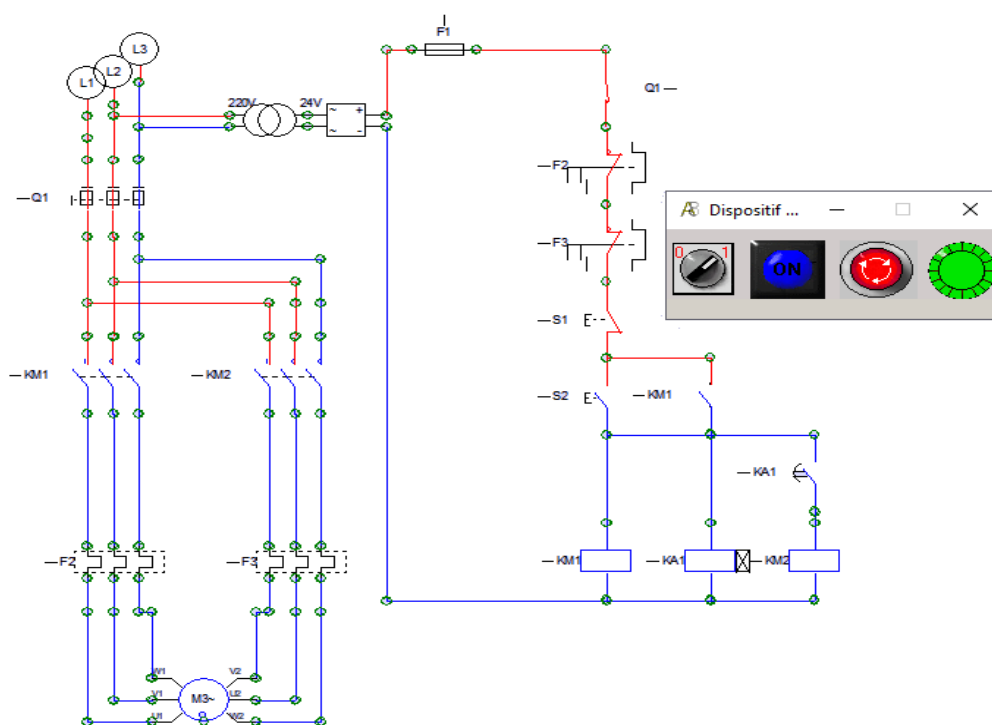 F1
L3
L2
L1
Q1
220V
24V
~ +
~ -
F2
Q1
Dispositif ...
F3
0 1
ON
S1
KM1
KM2
S2
KM1
KA1
F2
F3
KM1
KA1
KM2
W1
V2
V1
M3~
U2
U1
W2